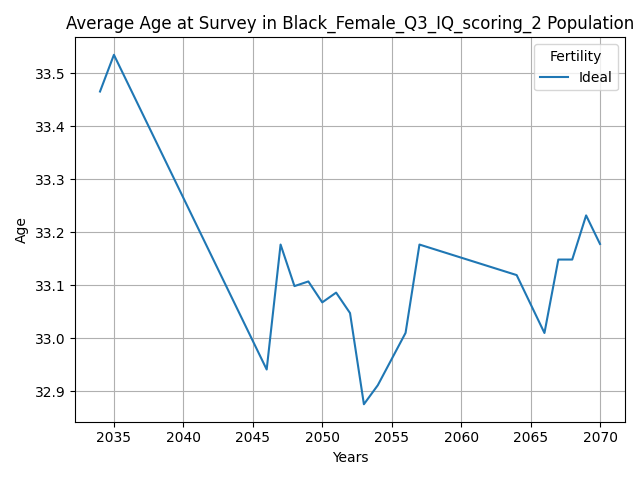 Average Age at Survey in Black_Female_Q3_IQ_scoring_2 Population
Fertility
Ideal
33.5
33.4
33.3
33.2
33.1
33.0
32.9
Age
2035 2040 2045 2050 2055 2060 2065 2070
Years